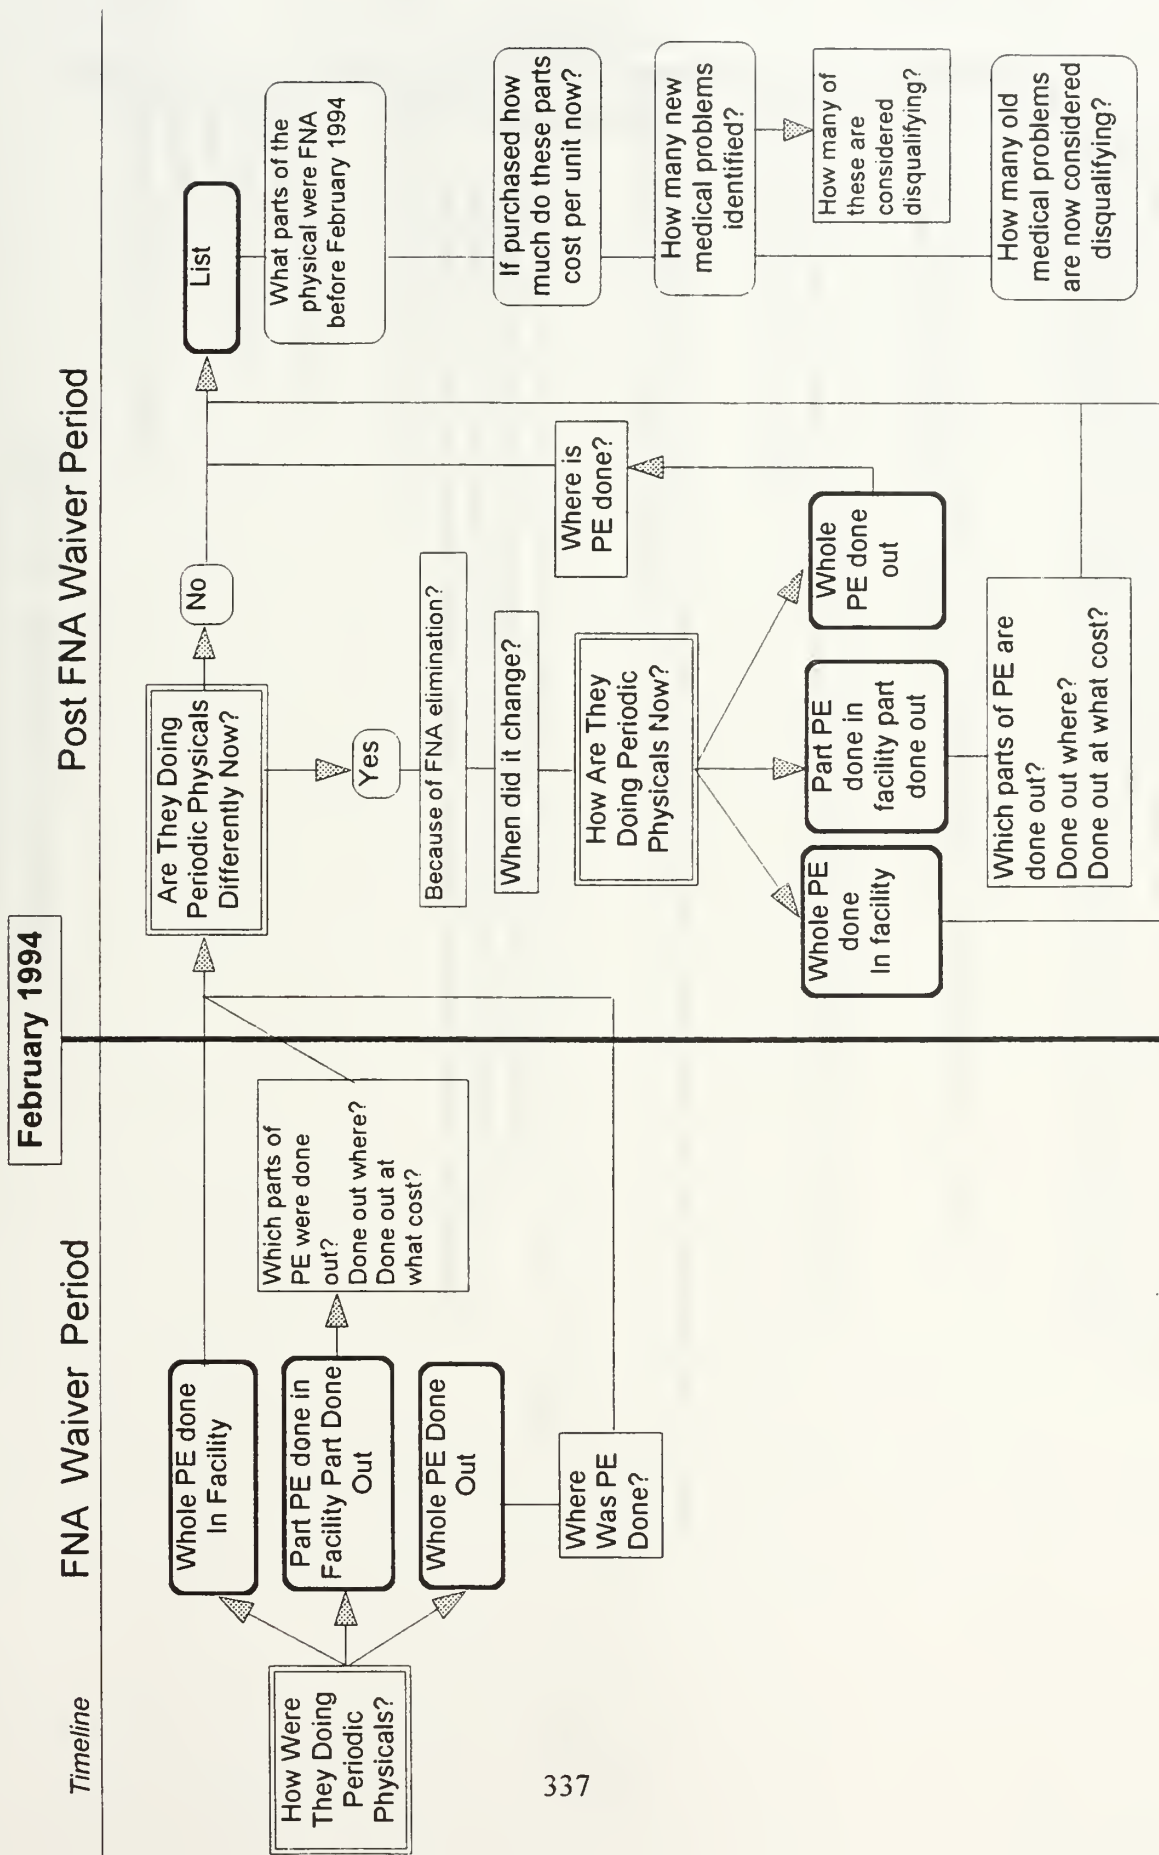 February 1994
Timeline
FNA Waiver Period
Post FNA Waiver Period
How Were
They Doing
Periodic
Physicals?
Whole PE done
In Facility
Part PE done in
Facility Part Done
Out
Whole PE Done
Out
Which parts of
PE were done
out?
Done out where?
Done out at
what cost?
Where
Was PE
Done?
Are They Doing
Periodic Physicals
Differently Now?
No
Yes
Because of FNA elimination?
When did it change?
How Are They
Doing Periodic
Physicals Now?
Whole PE
done
In facility
Part PE
done in
facility part
done out
Whole
PE done
out
Where is
PE done?
Which parts of PE are
done out?
Done out where?
Done out at what cost?
List
What parts of the
physical were FNA
before February 1994
If purchased how
much do these parts
cost per unit now?
How many new
medical problems
identified?
How many of
these are
considered
disqualifying?
How many old
medical problems
are now considered
disqualifying?
337